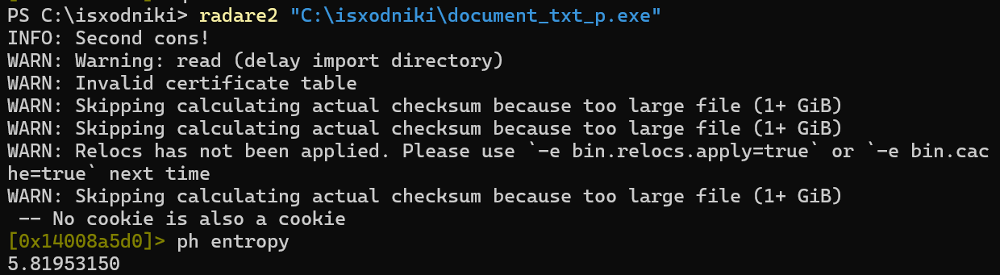 PS C:\isxodniki> radare2 "C:\isxodniki\document_txt_p.exe"
INFO: Second cons!
WARN: Warning: read (delay import directory)
WARN: Invalid certificate table
WARN: Skipping calculating actual checksum because too large file (1+ GiB)
WARN: Skipping calculating actual checksum because too large file (1+ GiB)
WARN: Relocs has not been applied. Please use `-e bin.relocs.apply=true` or `-e bin.cac
he=true` next time
WARN: Skipping calculating actual checksum because too large file (1+ GiB)
 -- No cookie is also a cookie
[0x14008a5d0]> ph entropy
5.81953150